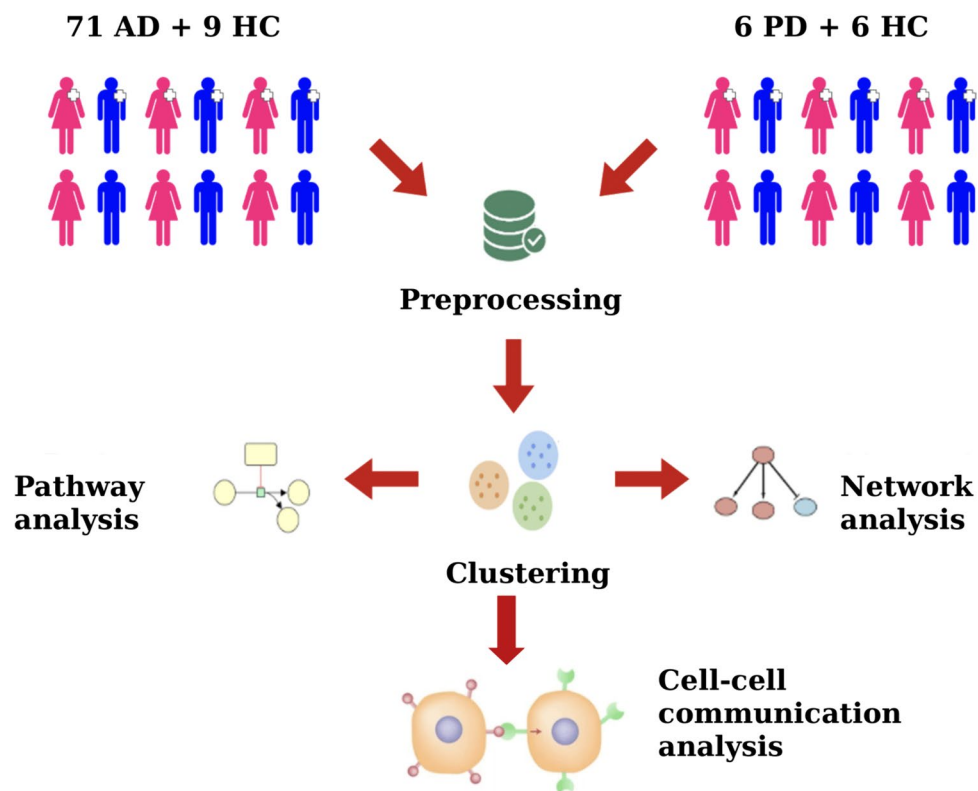 71 AD + 9 HC
6 PD + 6 HC
Preprocessing
Pathway
analysis
Network
analysis
Clustering
Cell-cell
communication
analysis